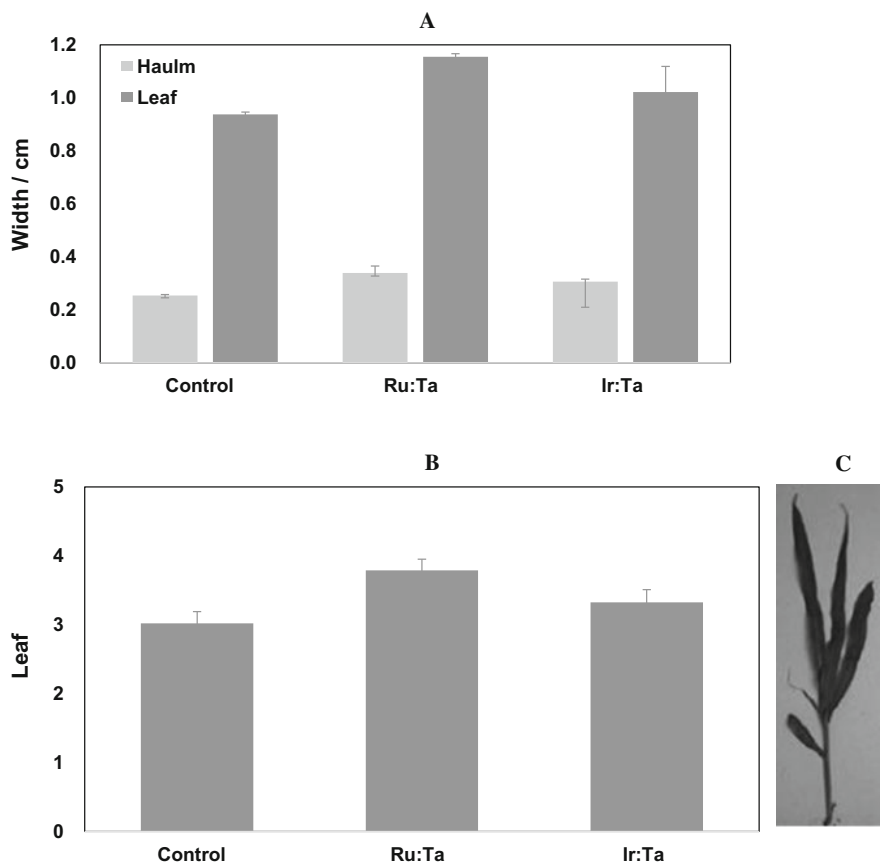 A
1.2
1.0
0.8
0.6
0.4
0.2
0.0
Width / cm
Haulm
Leaf
Control Ru:Ta Ir:Ta
B
5
4
3
2
1
0
Leaf
Control Ru:Ta Ir:Ta
C